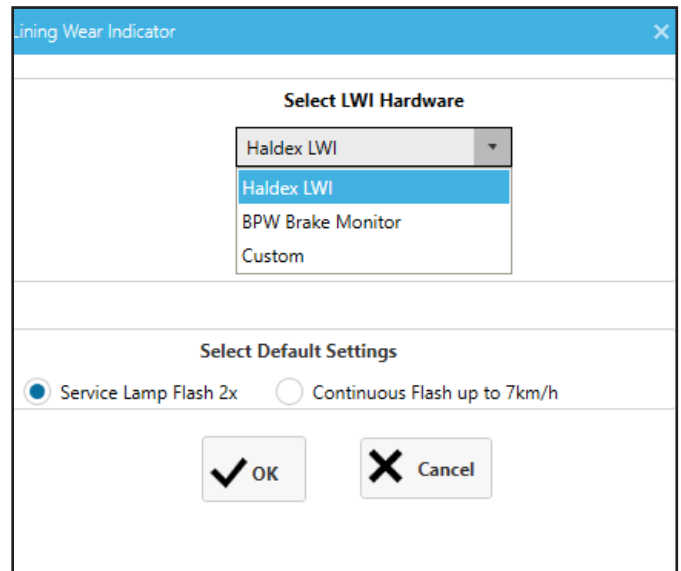 Lining Wear Indicator
Select LWI Hardware
Haldex LWI
Haldex LWI
BPW Brake Monitor
Custom
Select Default Settings
Service Lamp Flash 2x Continuous Flash up to 7km/h
OK Cancel